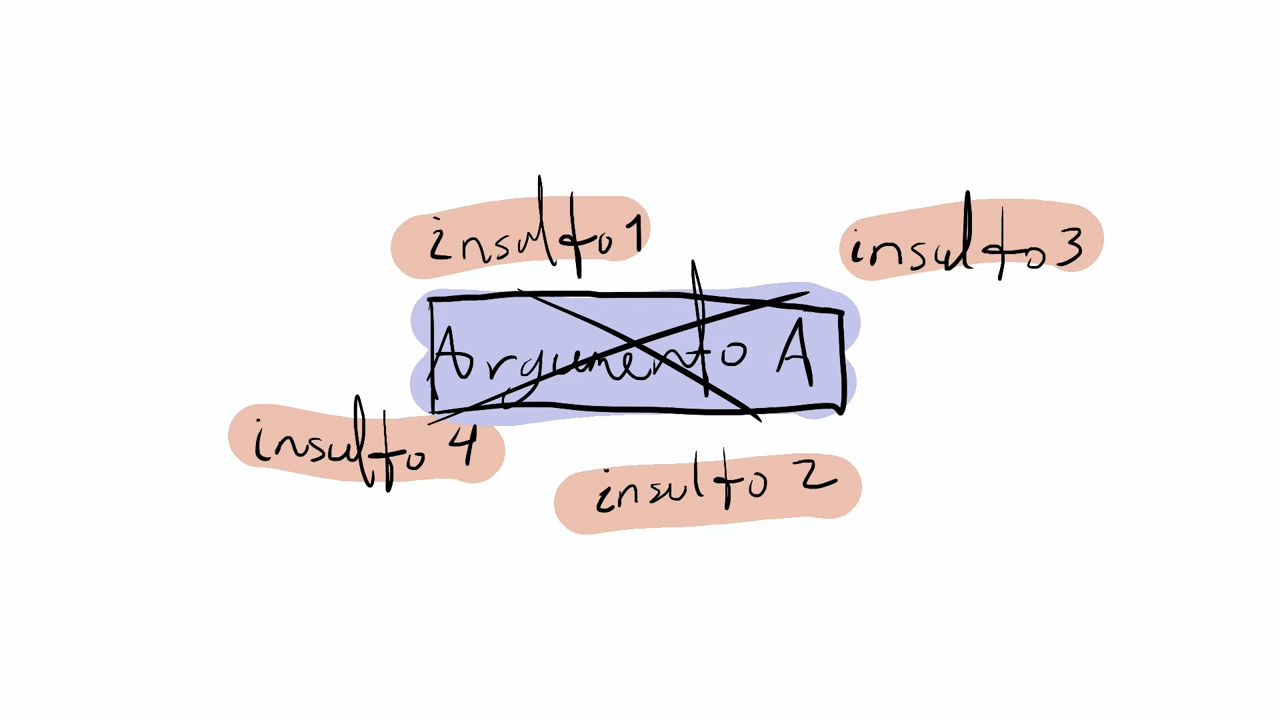 insulto 1
insulto 3
Argumento A
insulto 4
insulto 2